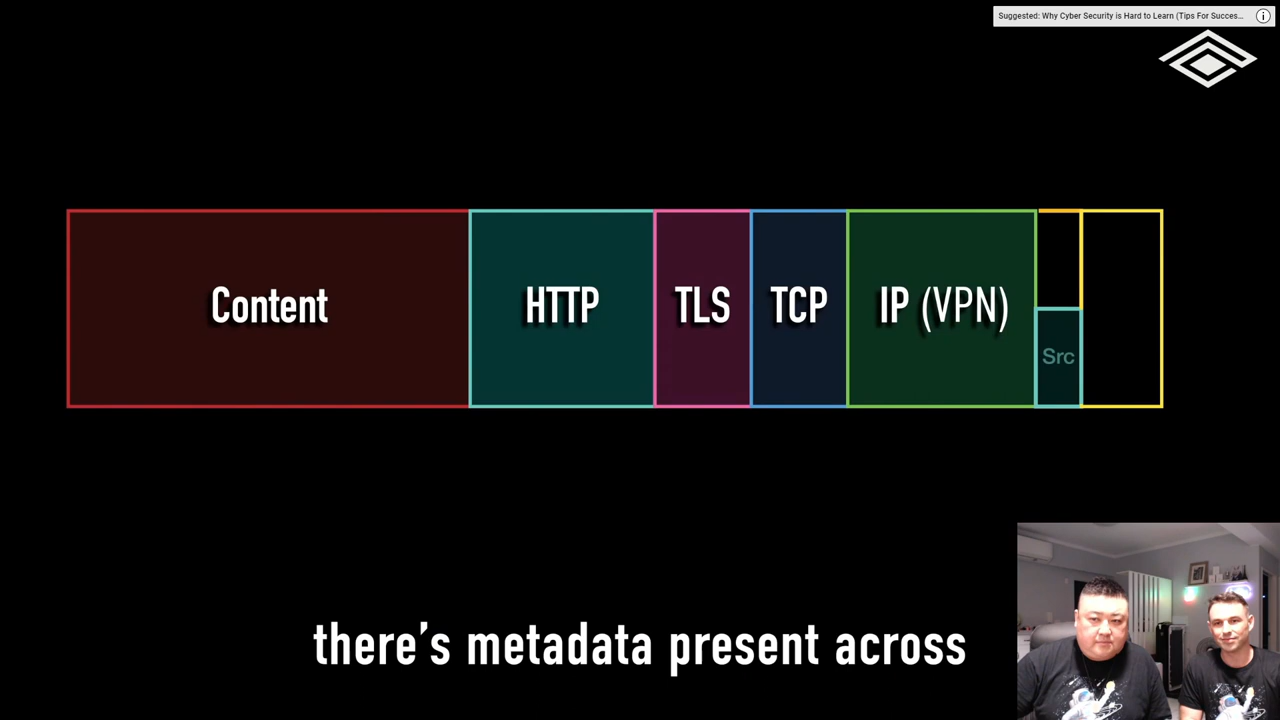 Suggested: Why Cyber Security is Hard to Learn (Tips For Succes...
Content
HTTP
TLS
TCP
IP (VPN)
Src
there's metadata present across